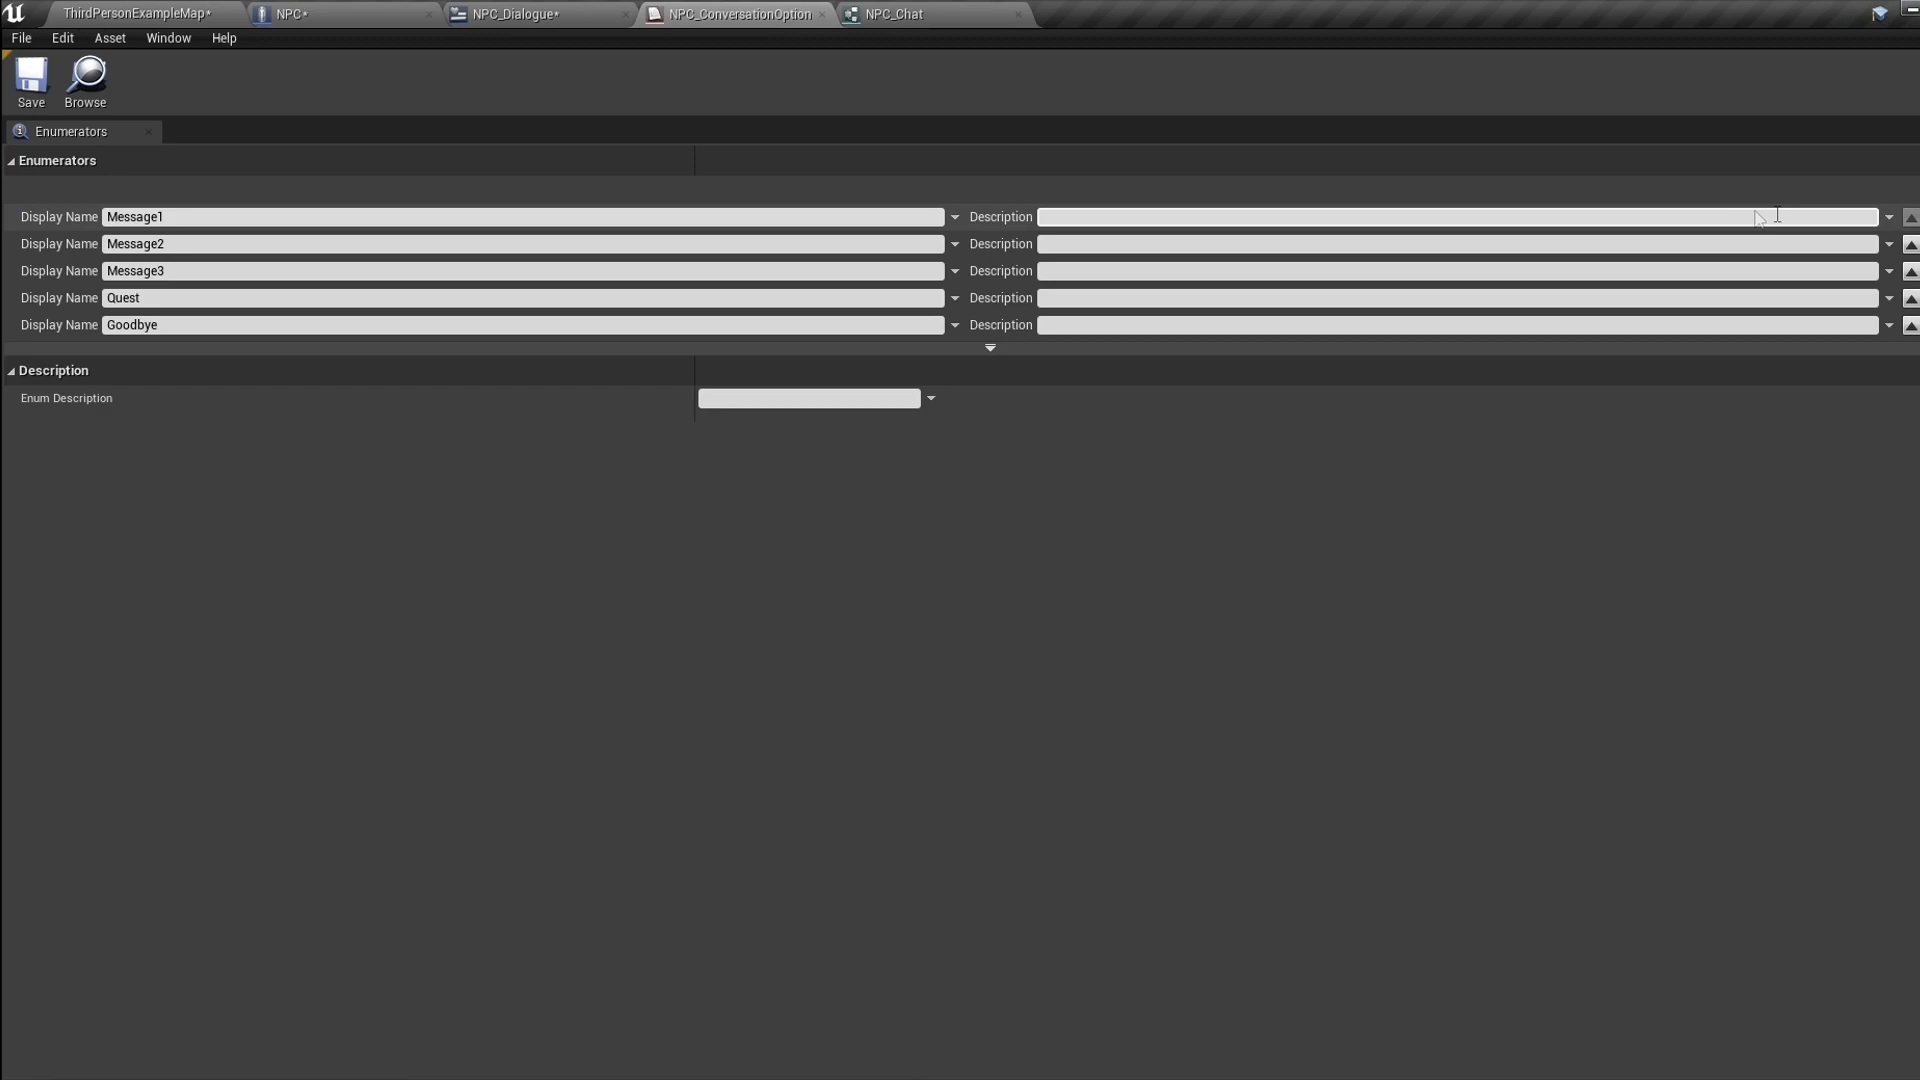 ThirdPersonExampleMap* NPC* NPC_Dialogue* NPC_ConversationOption NPC_Chat
File Edit Asset Window Help
Save Browse
Enumerators
Enumerators
Display Name Message1 Description
Display Name Message2 Description
Display Name Message3 Description
Display Name Quest Description
Display Name Goodbye Description
Description
Enum Description